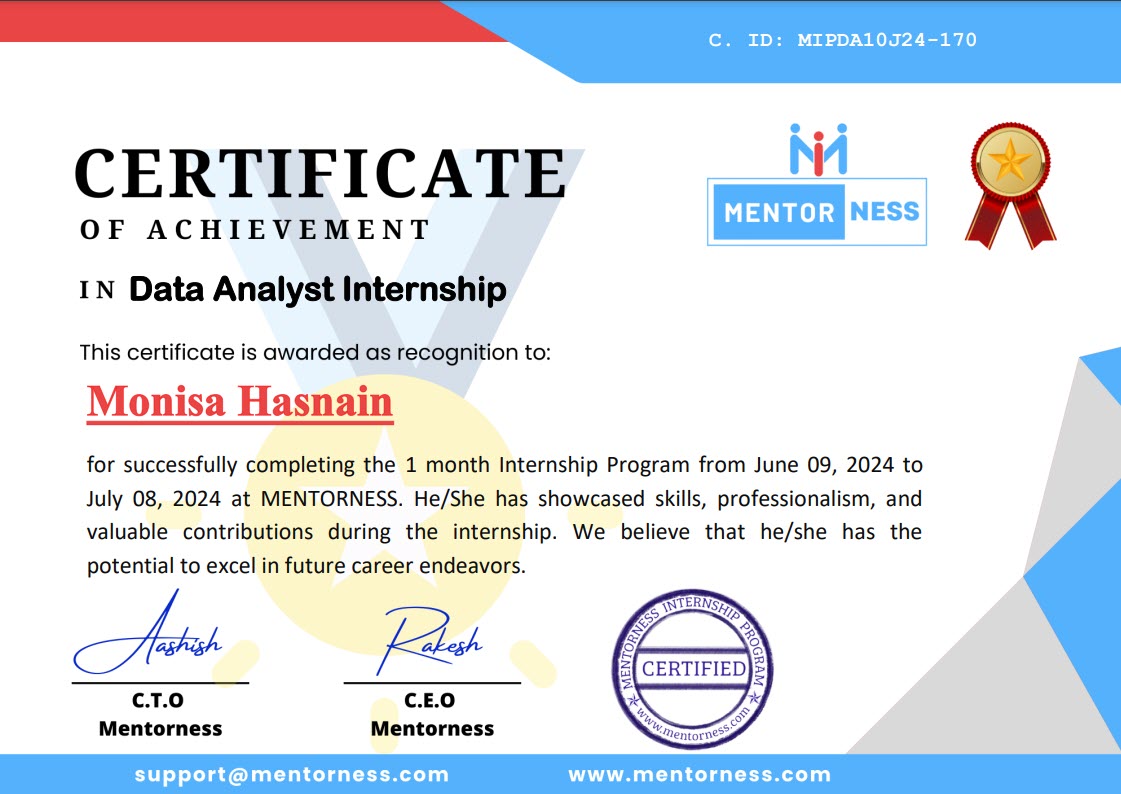 C. ID: MIPDA10J24-170
CERTIFICATE
OF ACHIEVEMENT
MENTOR NESS
IN Data Analyst Internship
This certificate is awarded as recognition to:
Monisa Hasnain
for successfully completing the 1 month Internship Program from June 09, 2024 to
July 08, 2024 at MENTORNESS. He/She has showcased skills, professionalism, and
valuable contributions during the internship. We believe that he/she has the
potential to excel in future career endeavors.
Aashish
C.T.O
Mentorness
Rakesh
C.E.O
Mentorness
MENTORNESS INTERNSHIP PROGRAM
CERTIFIED
www.mentorness.com
support@mentorness.com
www.mentorness.com